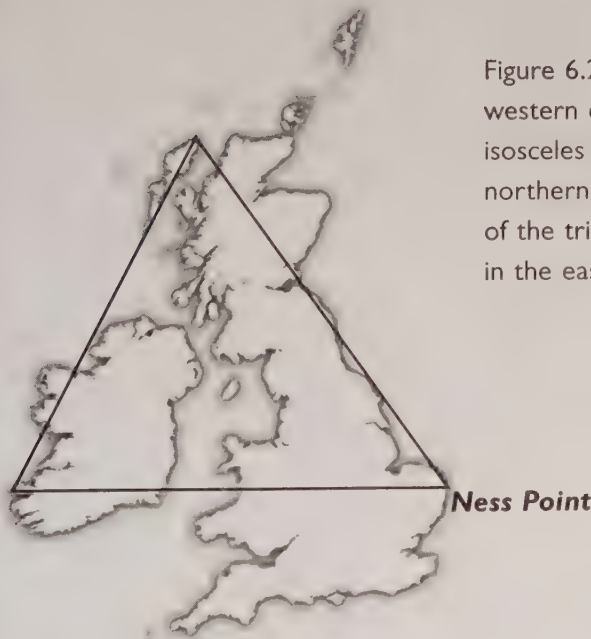 Figure 6.2
western
isosceles
northern
of the tri
in the eas
Ness Point